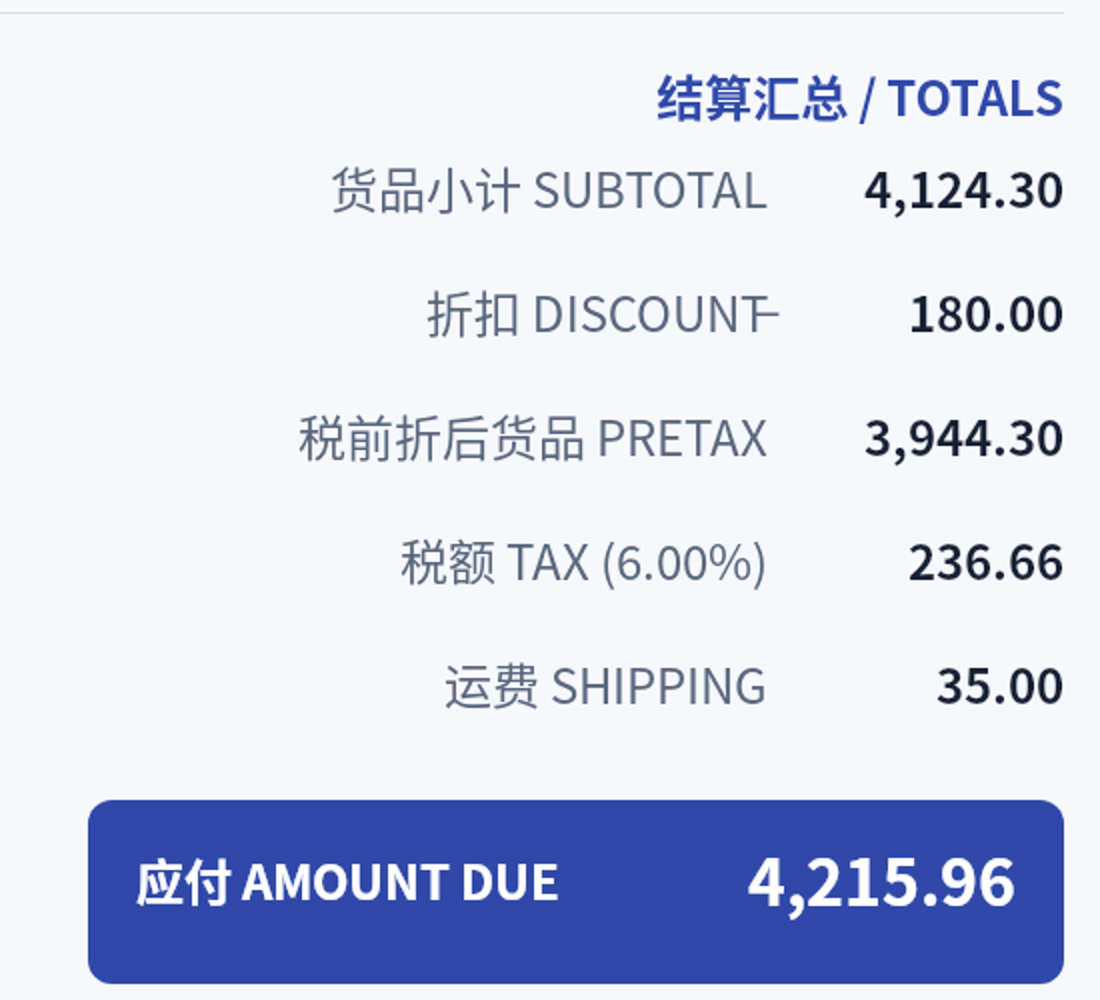 结算汇总 / TOTALS
货品小计 SUBTOTAL 4,124.30
折扣 DISCOUNT− 180.00
税前折后货品 PRETAX 3,944.30
税额 TAX (6.00%) 236.66
运费 SHIPPING 35.00
应付 AMOUNT DUE 4,215.96